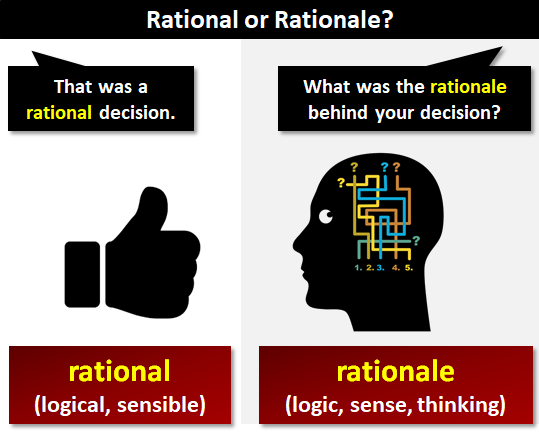 Rational or Rationale?
That was a
rational decision.
What was the rationale
behind your decision?
? ? ?
?
?
1. 2. 3. 4. 5.
rational
(logical, sensible)
rationale
(logic, sense, thinking)